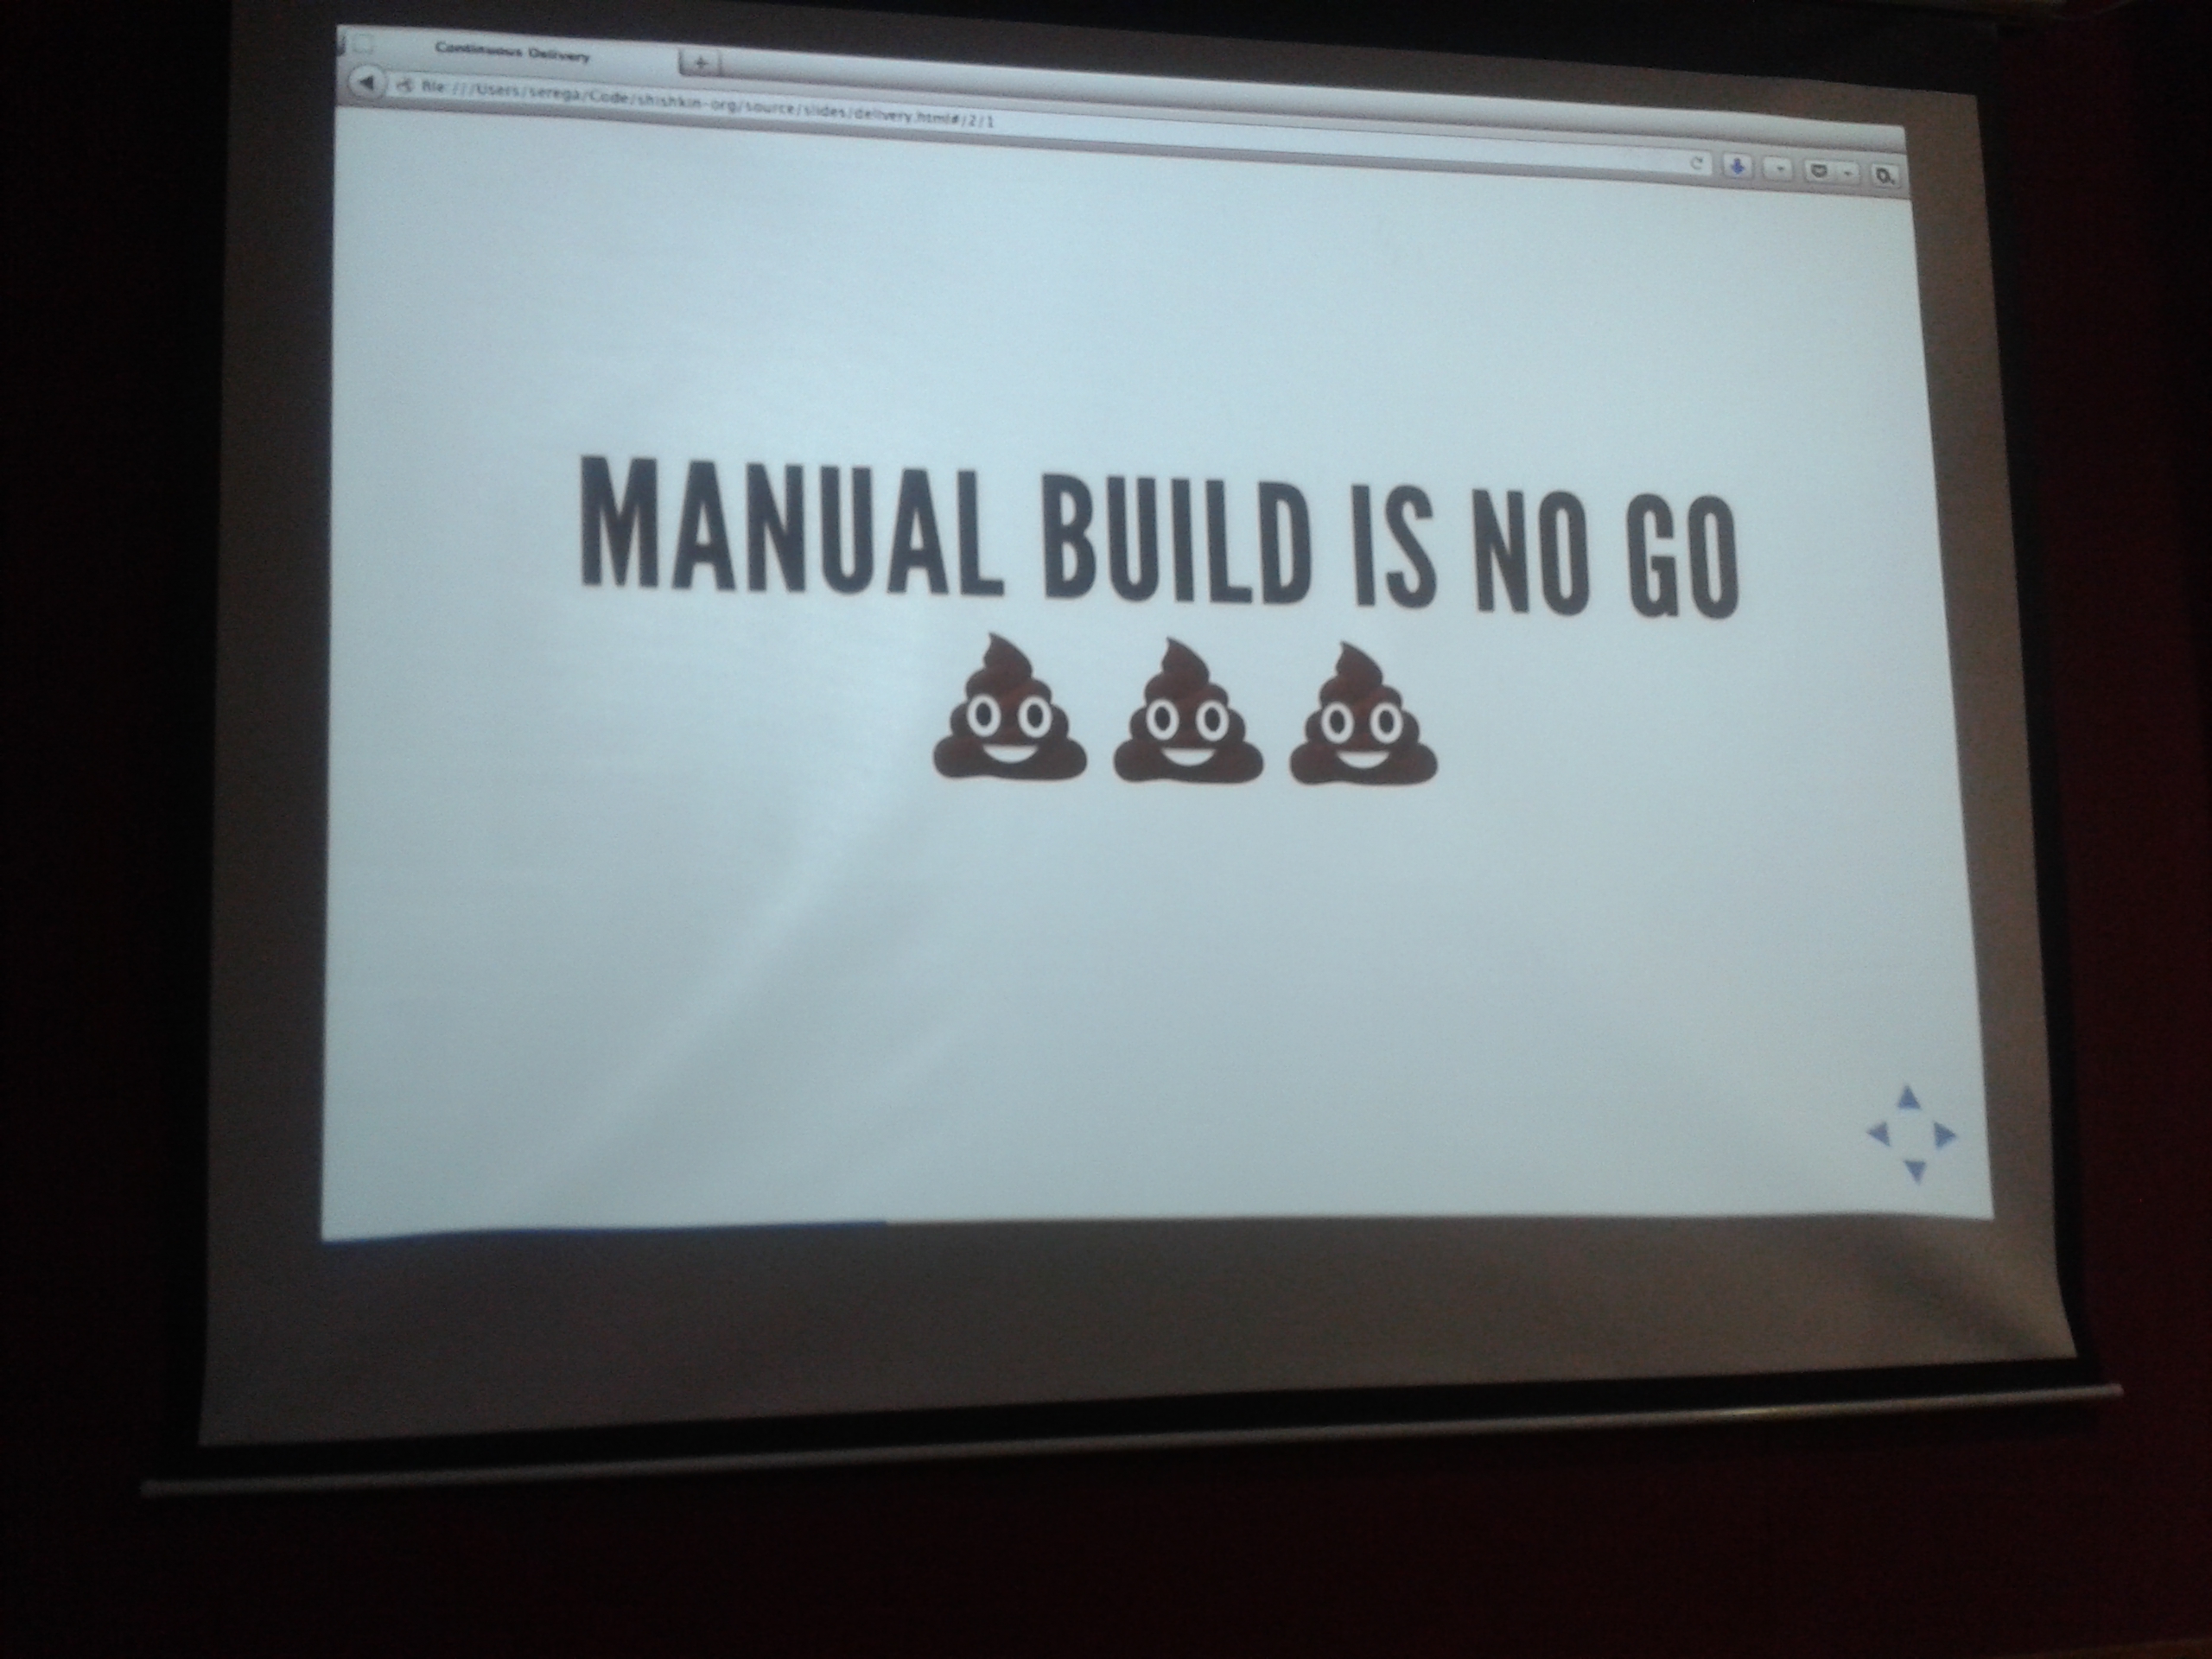 Continuous Delivery
file:///Users/serega/Code/shishkin-org/source/slides/delivery.html#/2/1
MANUAL BUILD IS NO GO